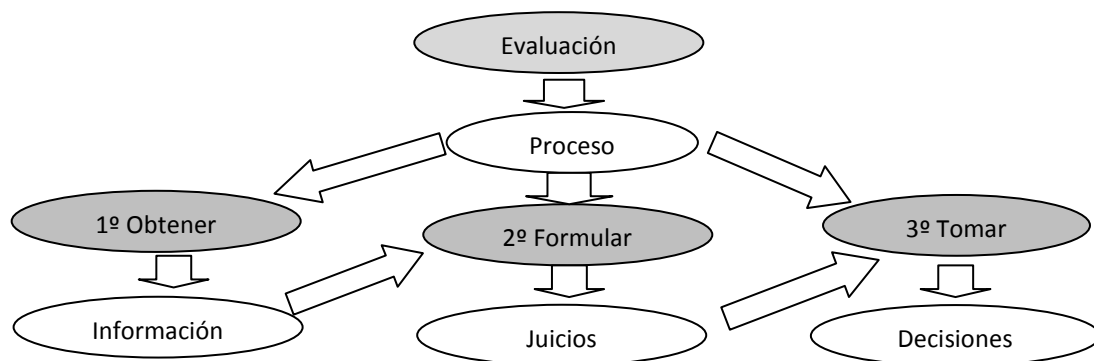 Evaluación
Proceso
1º Obtener
2º Formular
3º Tomar
Información
Juicios
Decisiones